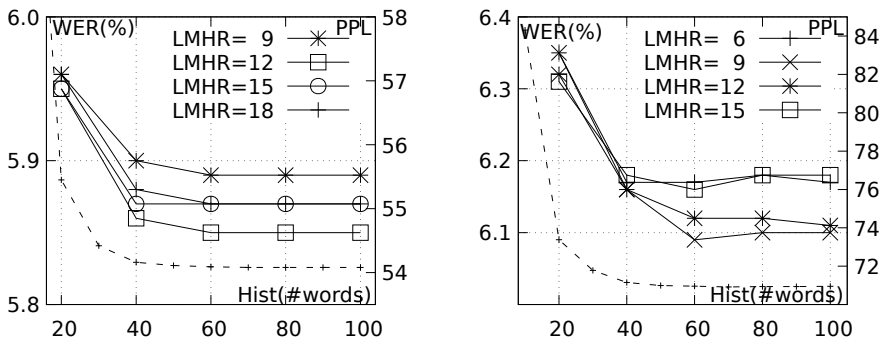 6.0 WER(%) PPL 58
LMHR= 9
LMHR=12
57
LMHR=15
LMHR=18
56
5.9
55
54
5.8 Hist(#words)
20 40 60 80 100
6.4 WER(%) PPL
LMHR= 6 84
LMHR= 9
82
6.3 LMHR=12
LMHR=15 80
78
6.2
76
74
6.1
72
Hist(#words)
20 40 60 80 100